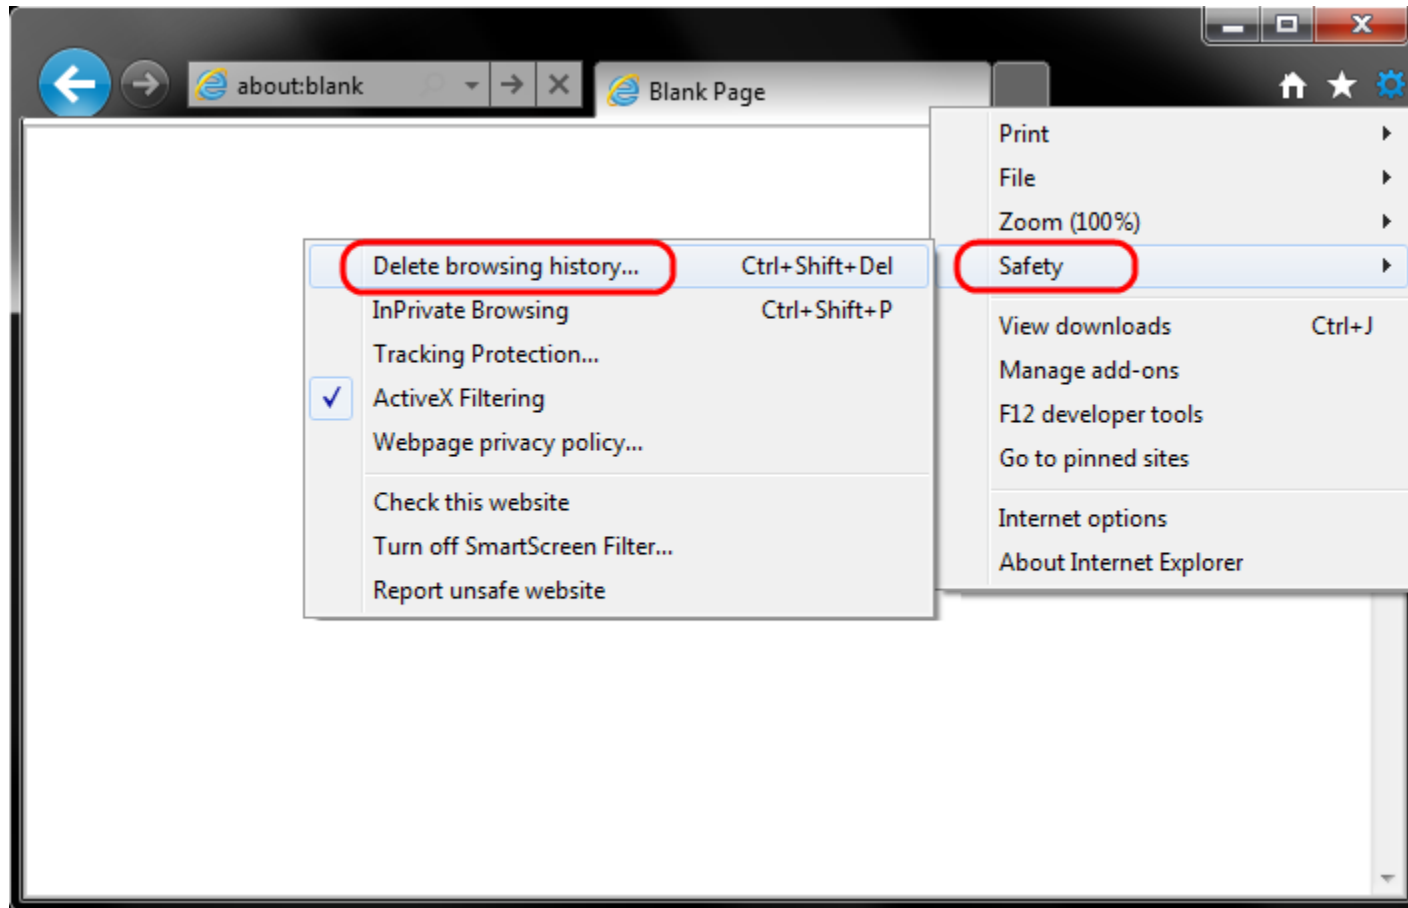 about:blank
Blank Page
Print
File
Zoom (100%)
Safety
View downloads Ctrl+J
Manage add-ons
F12 developer tools
Go to pinned sites
Internet options
About Internet Explorer
Delete browsing history... Ctrl+Shift+Del
InPrivate Browsing Ctrl+Shift+P
Tracking Protection...
ActiveX Filtering
Webpage privacy policy...
Check this website
Turn off SmartScreen Filter...
Report unsafe website